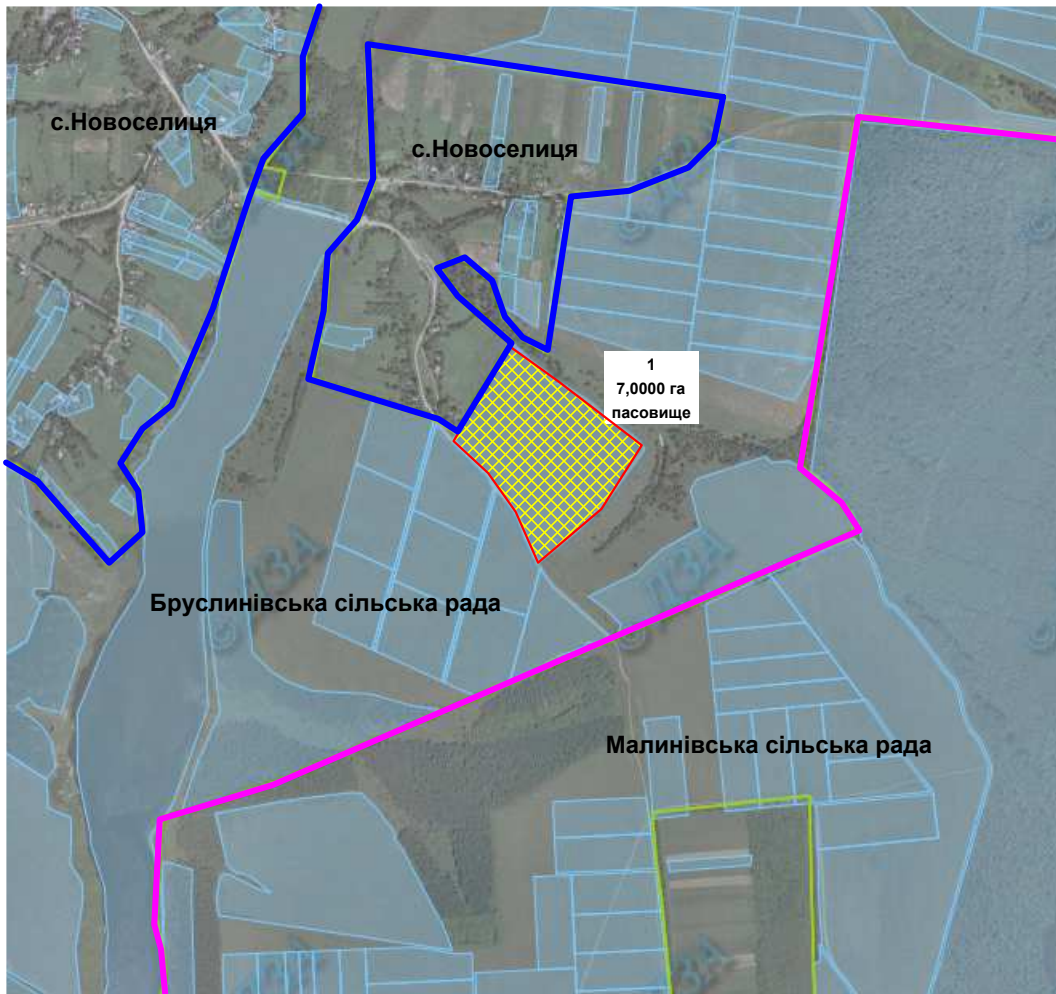 с.Новоселиця
с.Новоселиця
1
7,0000 га
пасовище
Бруслинівська сільська рада
Малинівська сільська рада